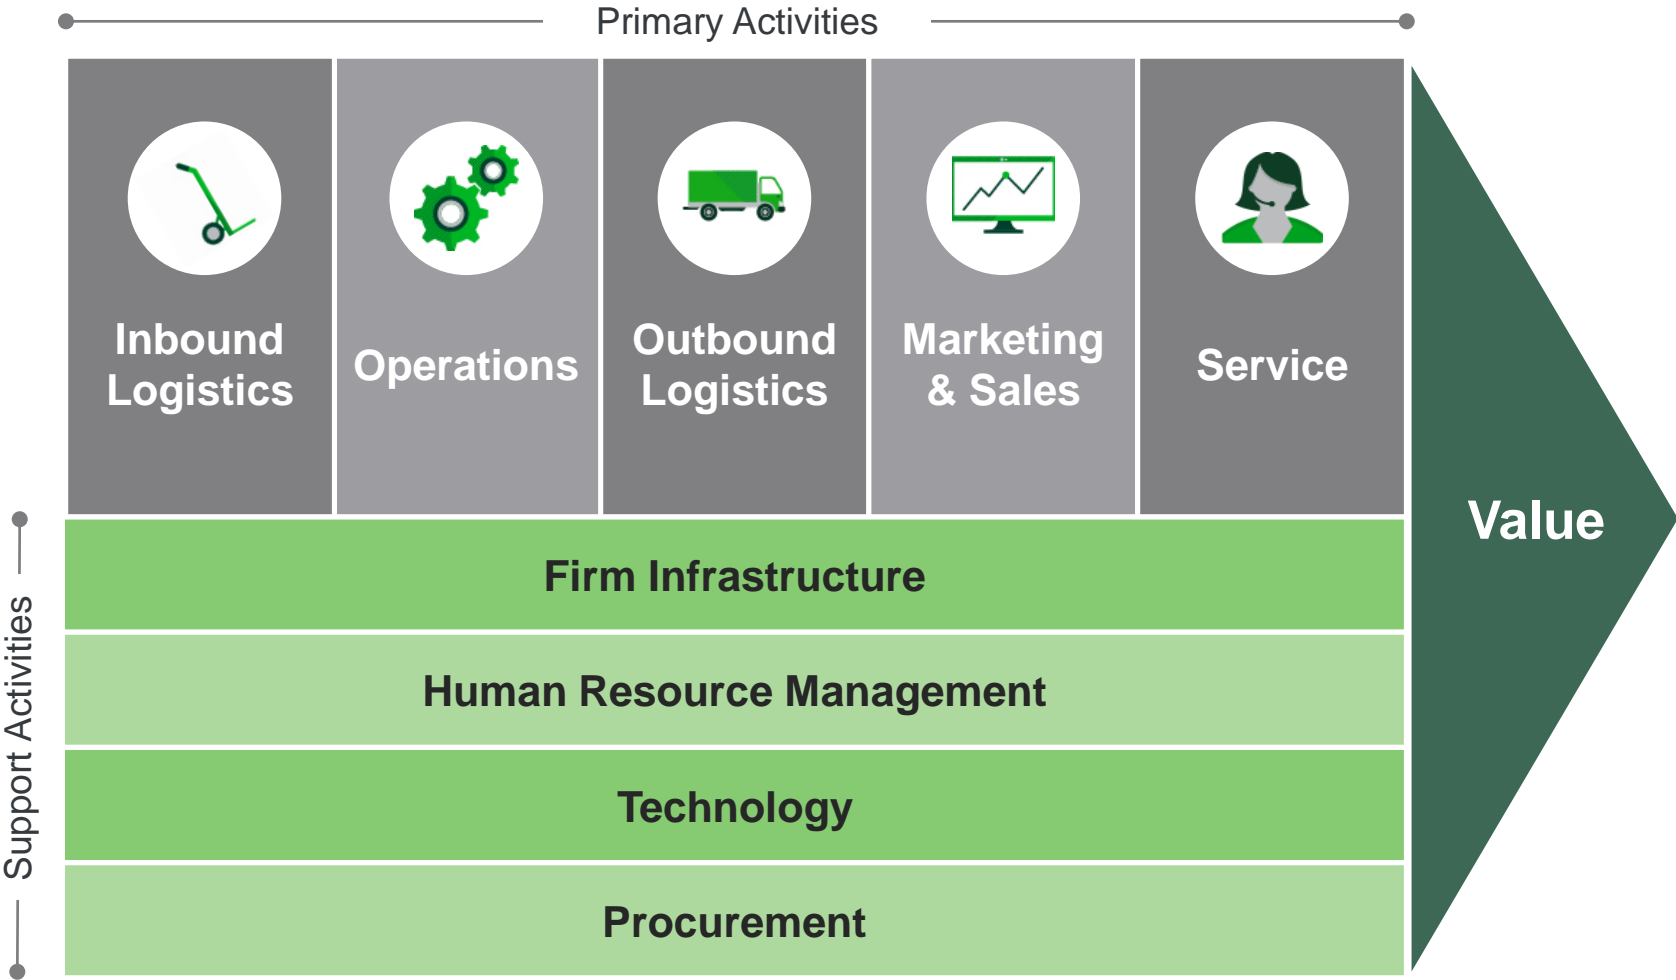 Primary Activities
Inbound
Logistics
Operations
Outbound
Logistics
Marketing
& Sales
Service
Value
Support Activities
Firm Infrastructure
Human Resource Management
Technology
Procurement